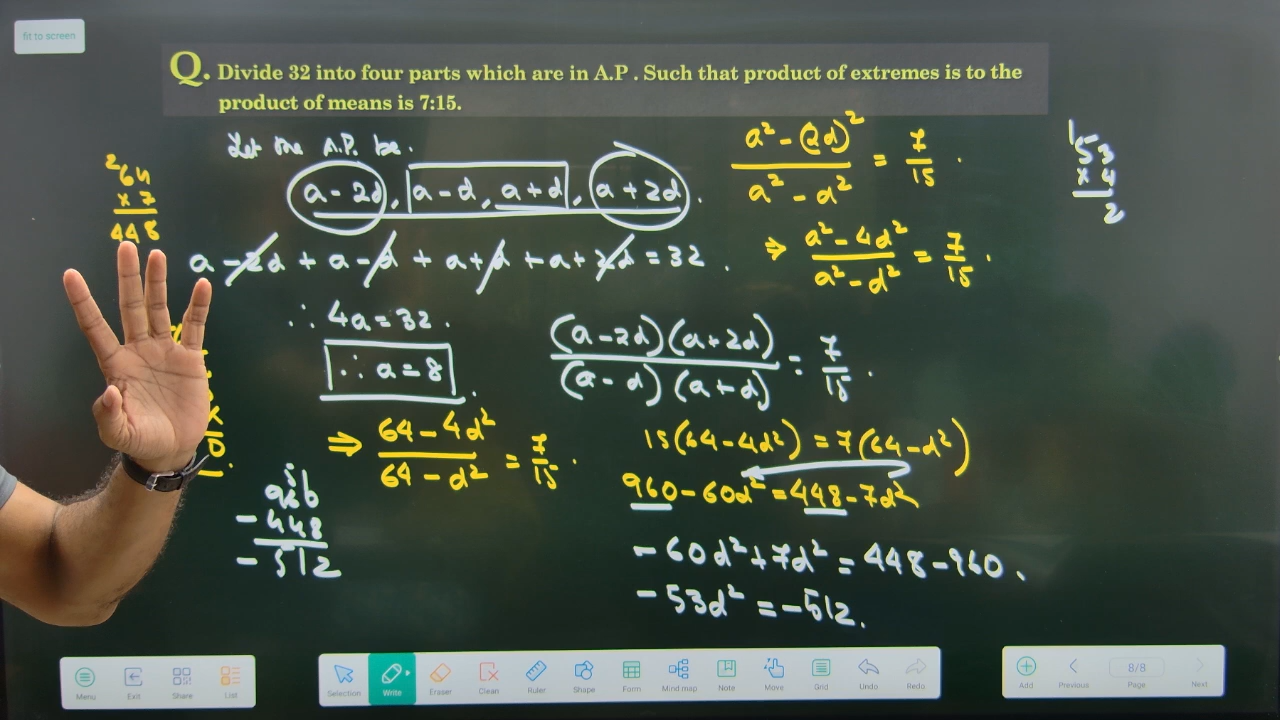 fit to screen
Q. Divide 32 into four parts which are in A.P . Such that product of extremes is to the
product of means is 7:15.
Let the A.P. be.
a-2d, a-d, a+d, a+2d.
a-2d + a-d + a+d + a+2d = 32.
∴ 4a=32.
∴ a=8.
⇒ 64-4d²/64-d² = 7/15.
a²-(2d)²/a²-d² = 7/15.
⇒ a²-4d²/a²-d² = 7/15.
(a-2d)(a+2d)/(a-d)(a+d) = 7/15.
15(64-4d²) = 7(64-d²)
960-60d² = 448-7d²
-60d²+7d² = 448-960.
-53d² = -512.
2
64
x 7
448
-448
-512
1
53
x 4
2
Menu
Exit
Share
List
Selection
Write
Eraser
Clean
Ruler
Shape
Form
Mind map
Note
Move
Grid
Undo
Redo
Add
Previous
8/8
Page
Next